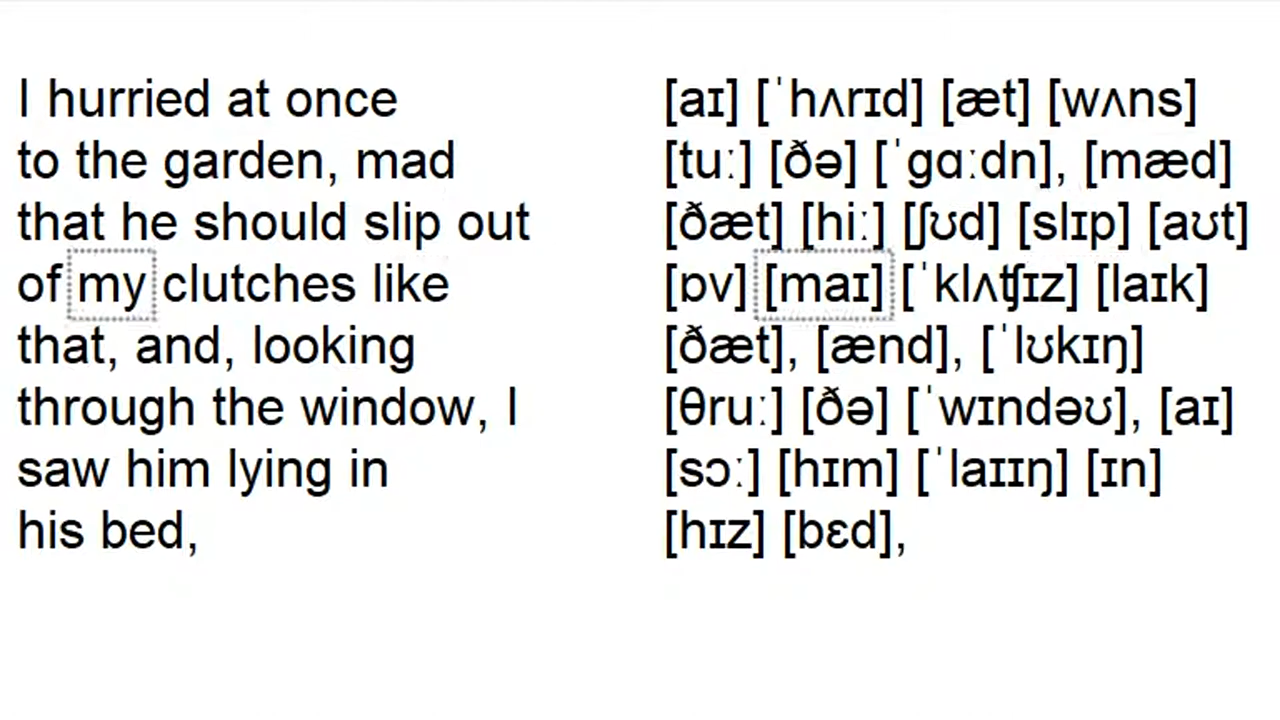 I hurried at once
to the garden, mad
that he should slip out
of my clutches like
that, and, looking
through the window, I
saw him lying in
his bed,
[aɪ] [ˈhʌrɪd] [æt] [wʌns]
[tuː] [ðə] [ˈɡɑːdn], [mæd]
[ðæt] [hiː] [ʃʊd] [slɪp] [aʊt]
[ɒv] [maɪ] [ˈklʌʧɪz] [laɪk]
[ðæt], [ænd], [ˈlʊkɪŋ]
[θruː] [ðə] [ˈwɪndəʊ], [aɪ]
[sɔː] [hɪm] [ˈlaɪɪŋ] [ɪn]
[hɪz] [bɛd],